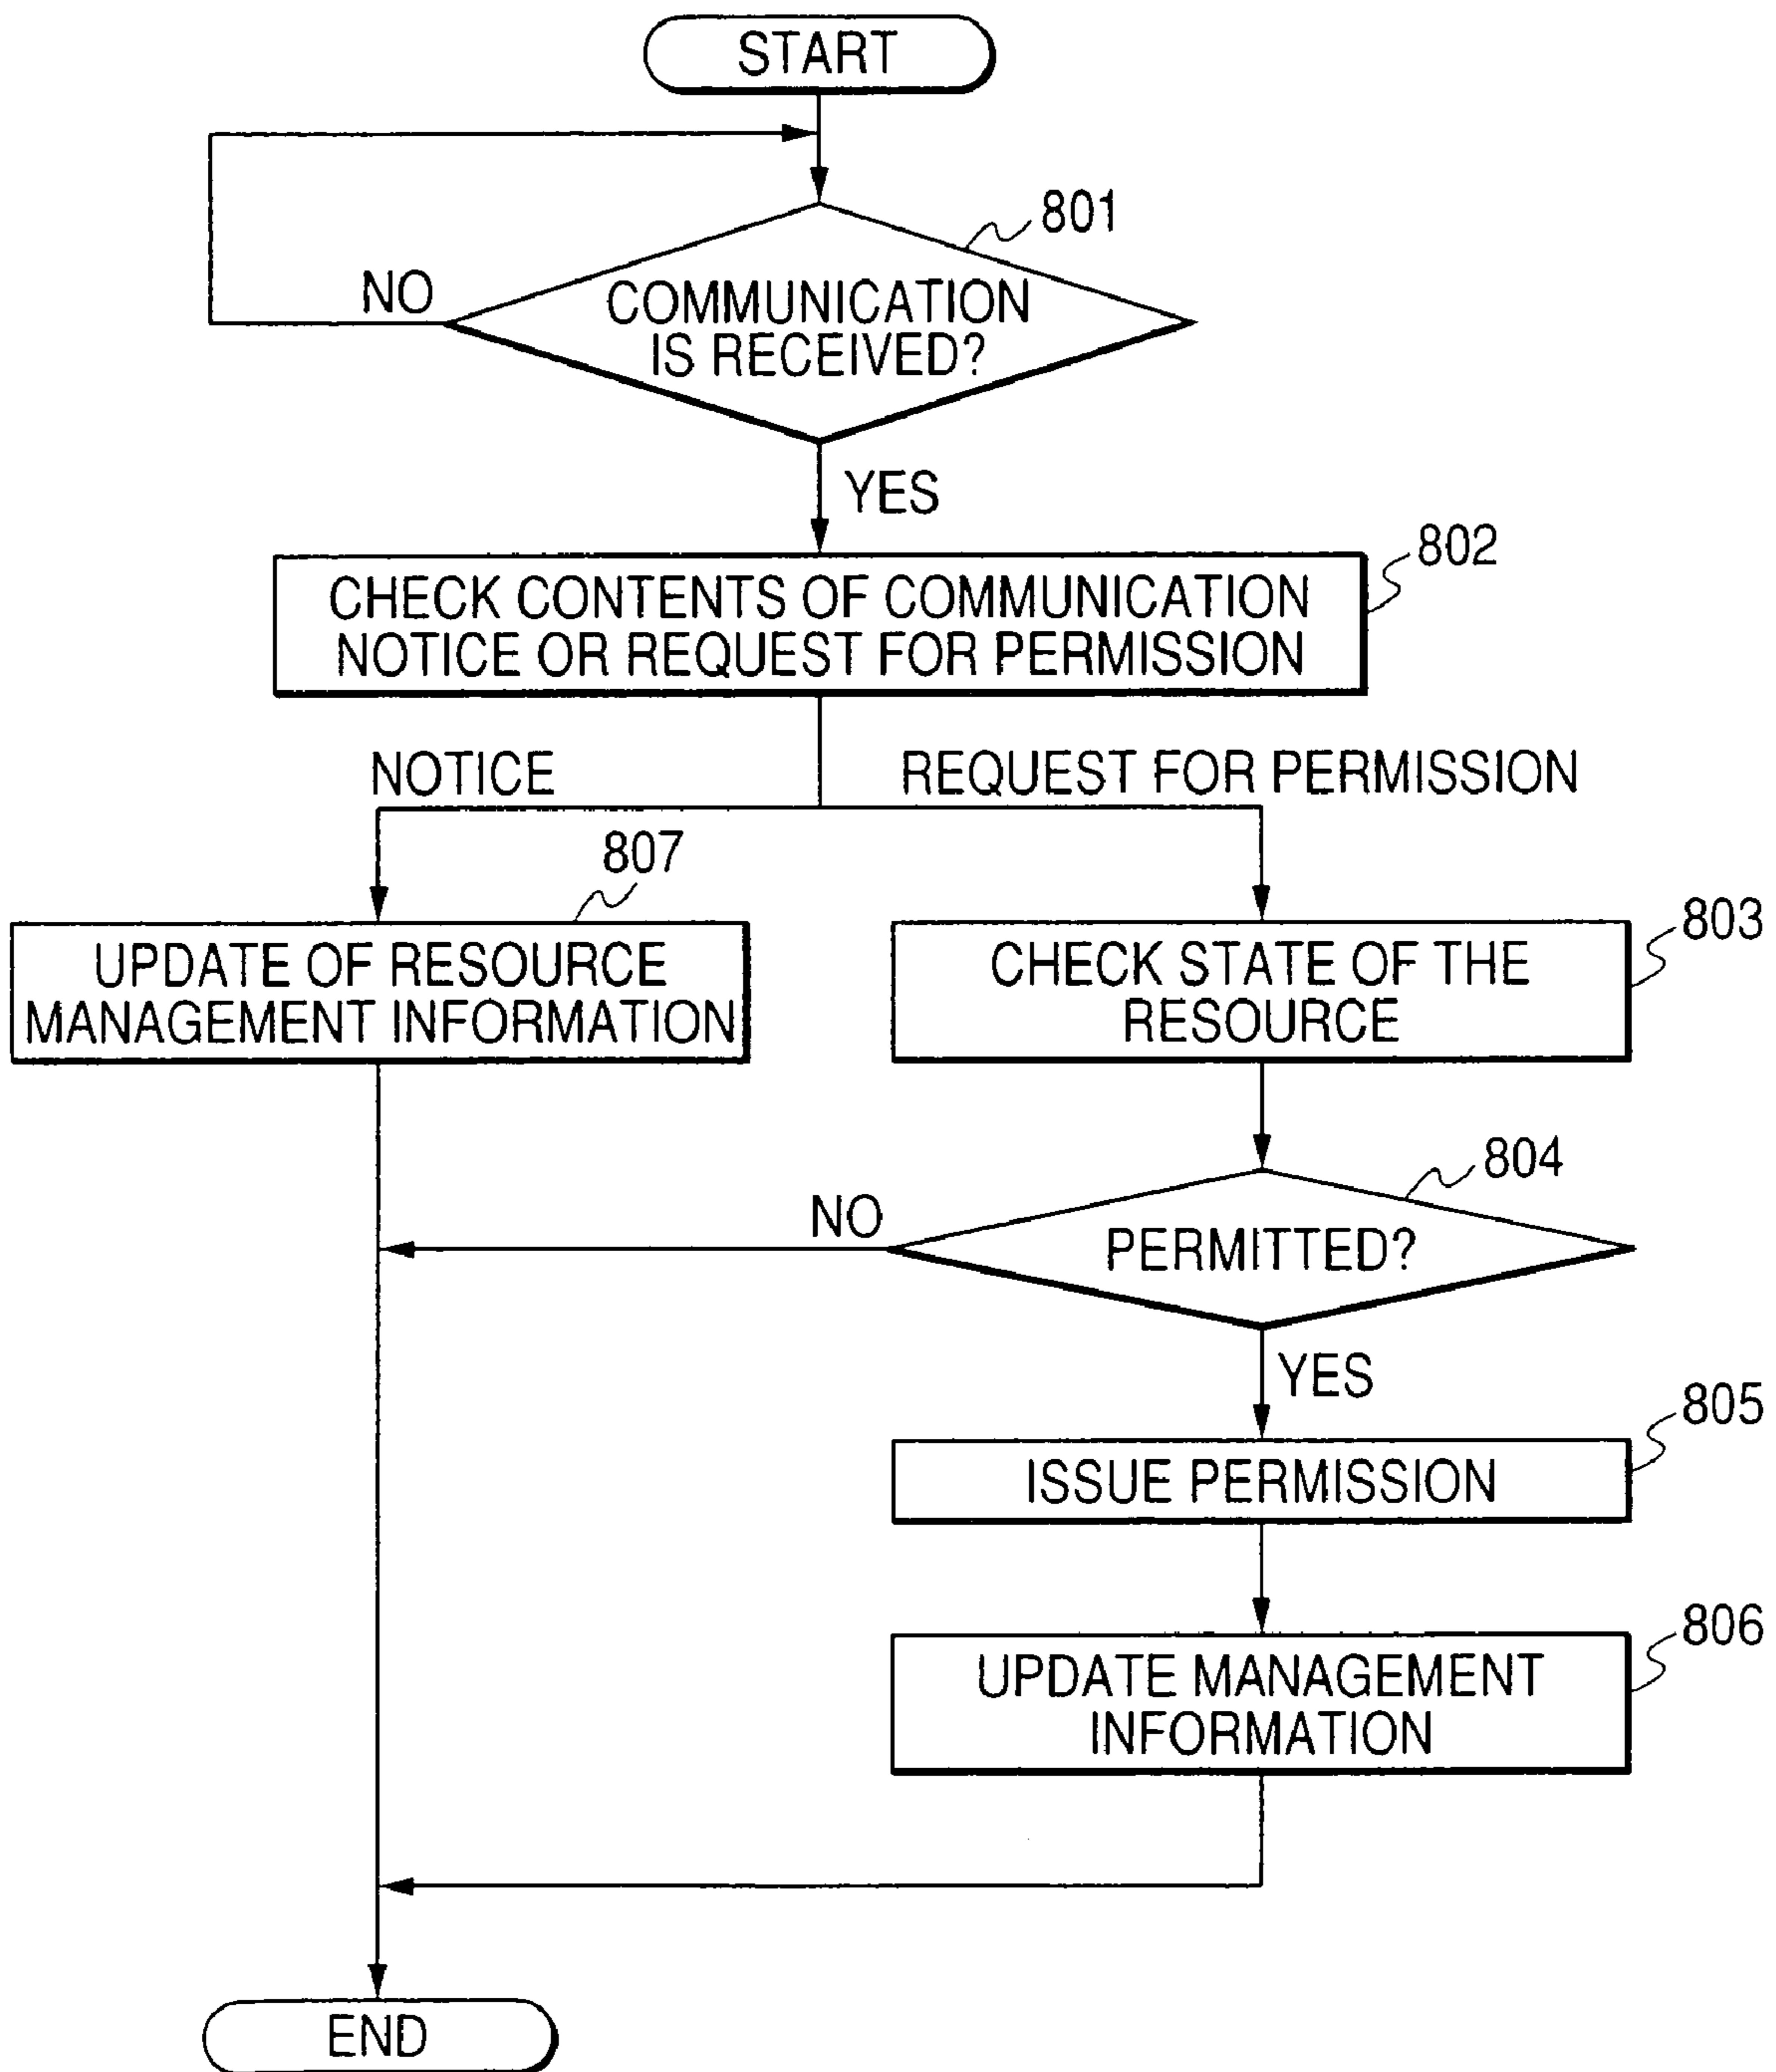 START
801
NO
COMMUNICATION
IS RECEIVED?
YES
802
CHECK CONTENTS OF COMMUNICATION
NOTICE OR REQUEST FOR PERMISSION
NOTICE
REQUEST FOR PERMISSION
807
UPDATE OF RESOURCE
MANAGEMENT INFORMATION
803
CHECK STATE OF THE
RESOURCE
804
NO
PERMITTED?
YES
805
ISSUE PERMISSION
806
UPDATE MANAGEMENT
INFORMATION
END